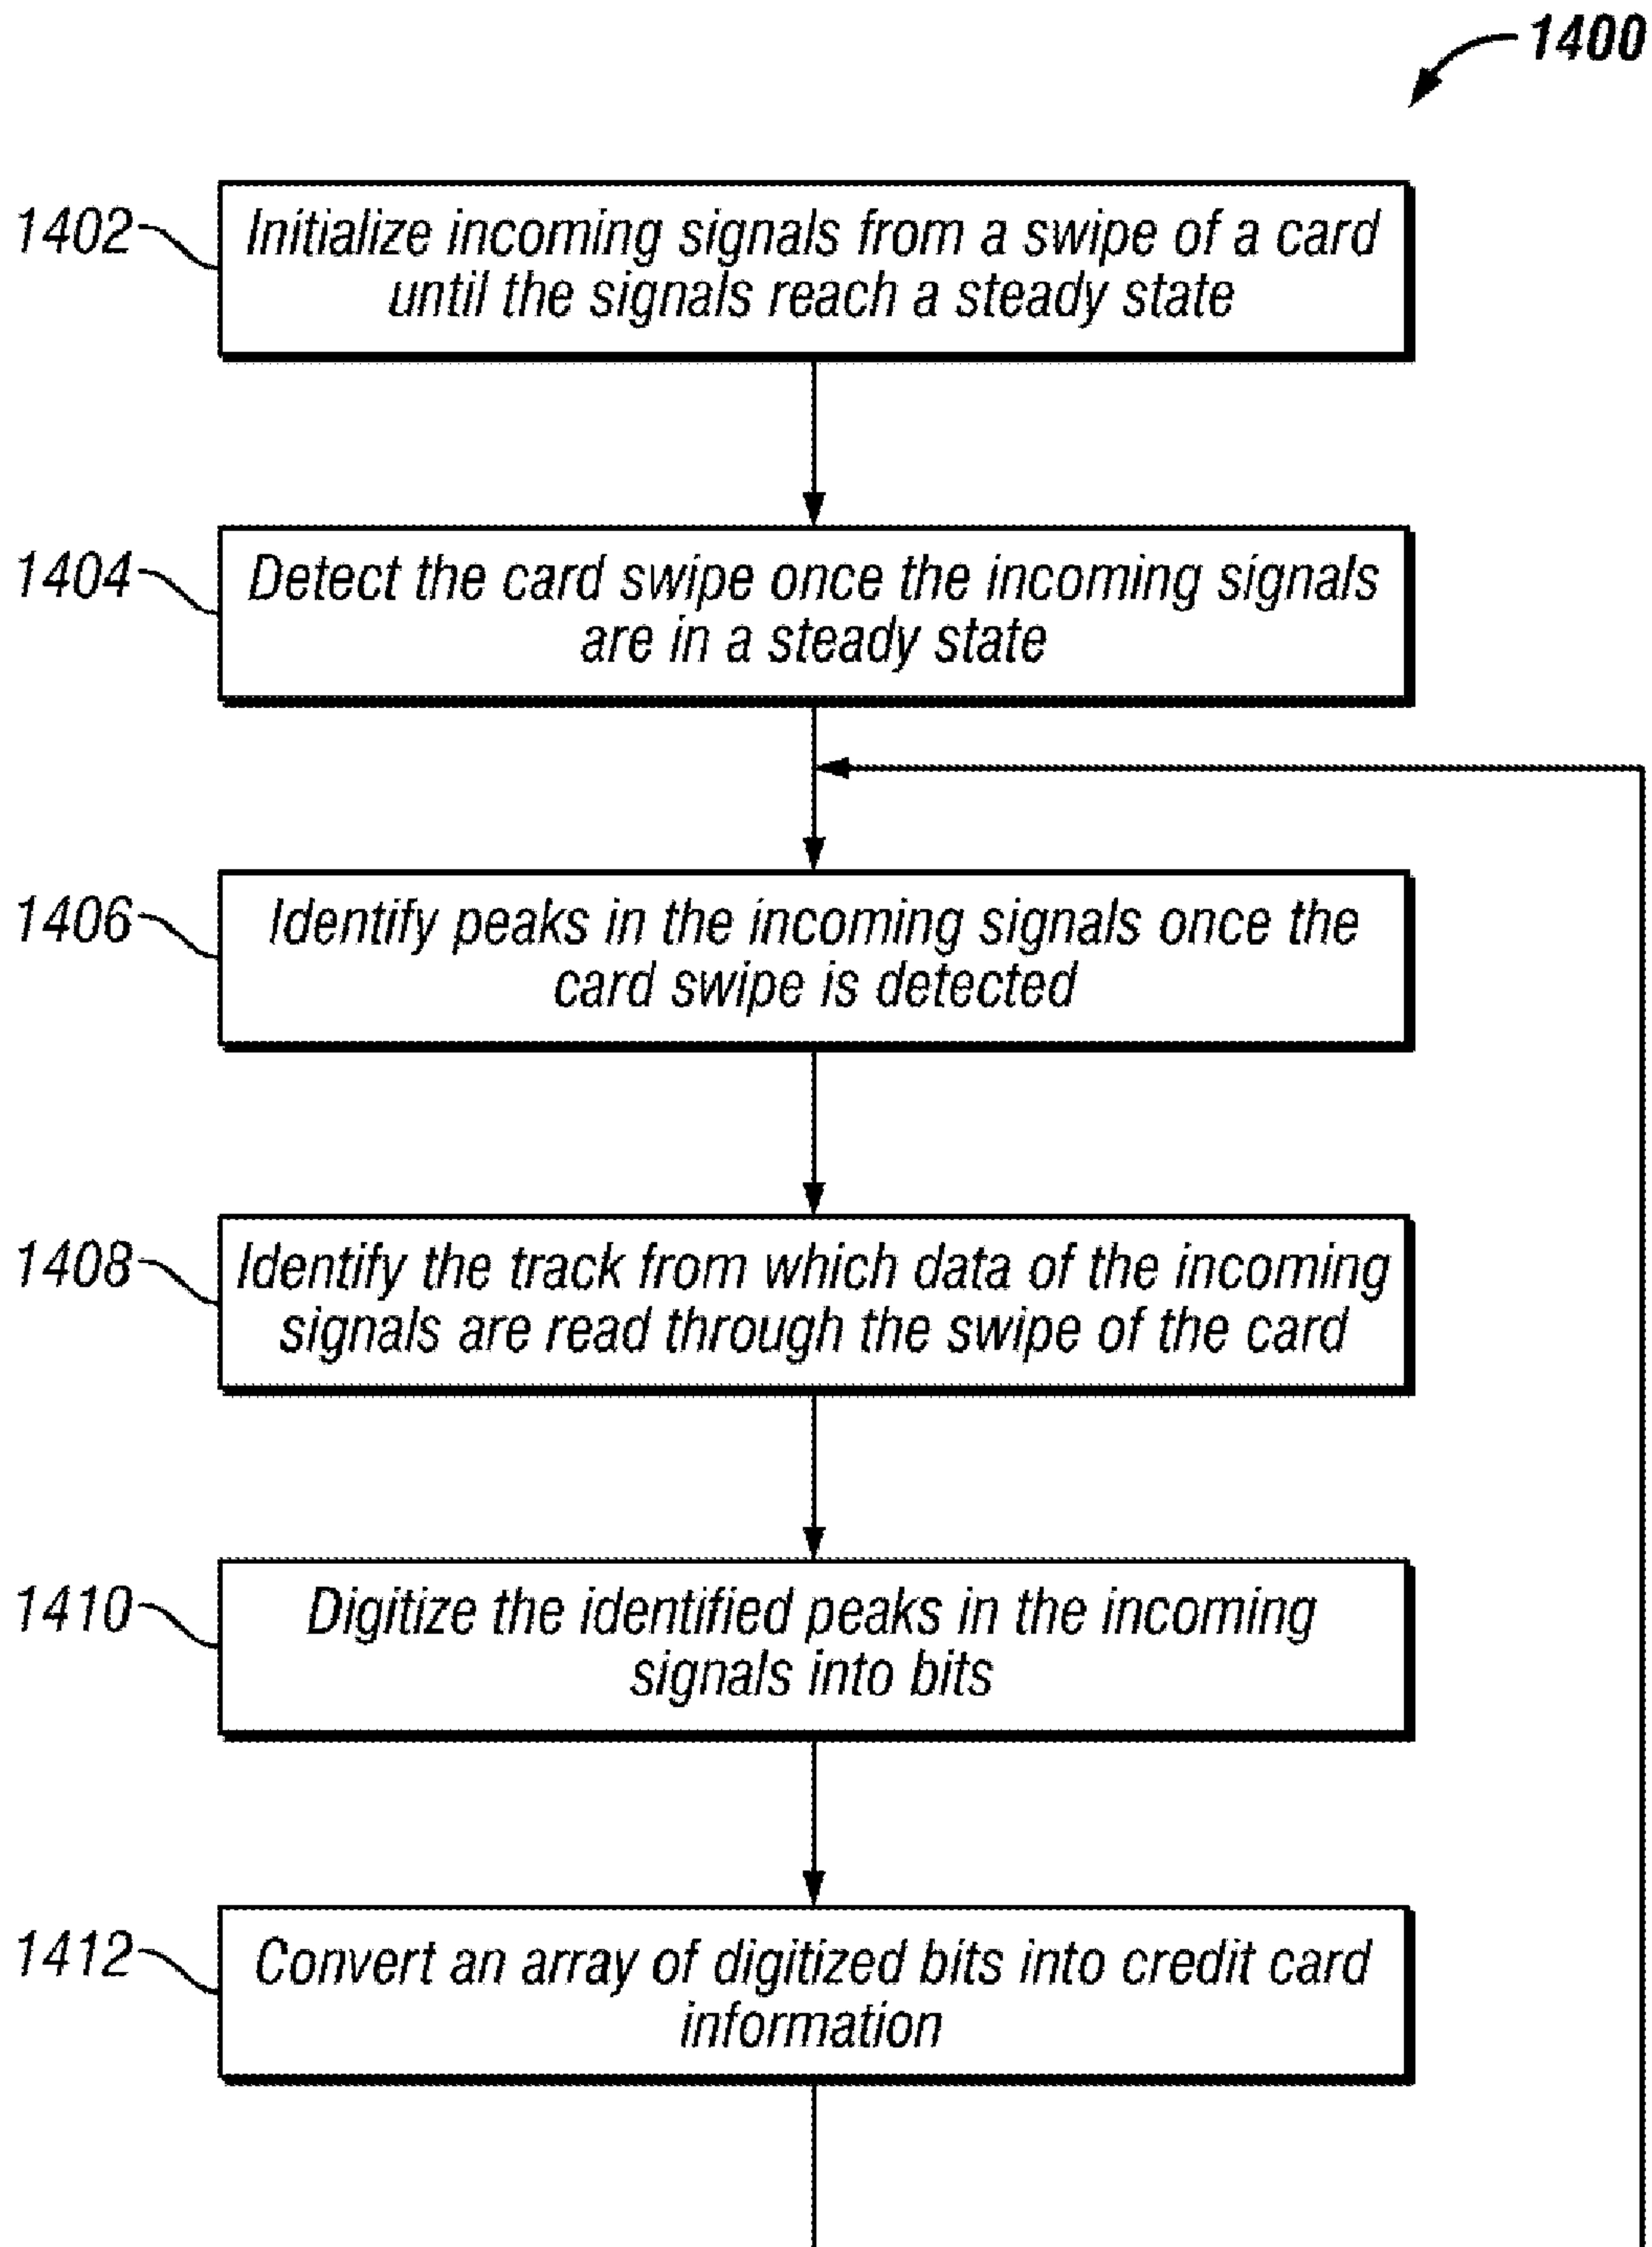 1400
1402
Initialize incoming signals from a swipe of a card
until the signals reach a steady state
1404
Detect the card swipe once the incoming signals
are in a steady state
1406
Identify peaks in the incoming signals once the
card swipe is detected
1408
Identify the track from which data of the incoming
signals are read through the swipe of the card
1410
Digitize the identified peaks in the incoming
signals into bits
1412
Convert an array of digitized bits into credit card
information